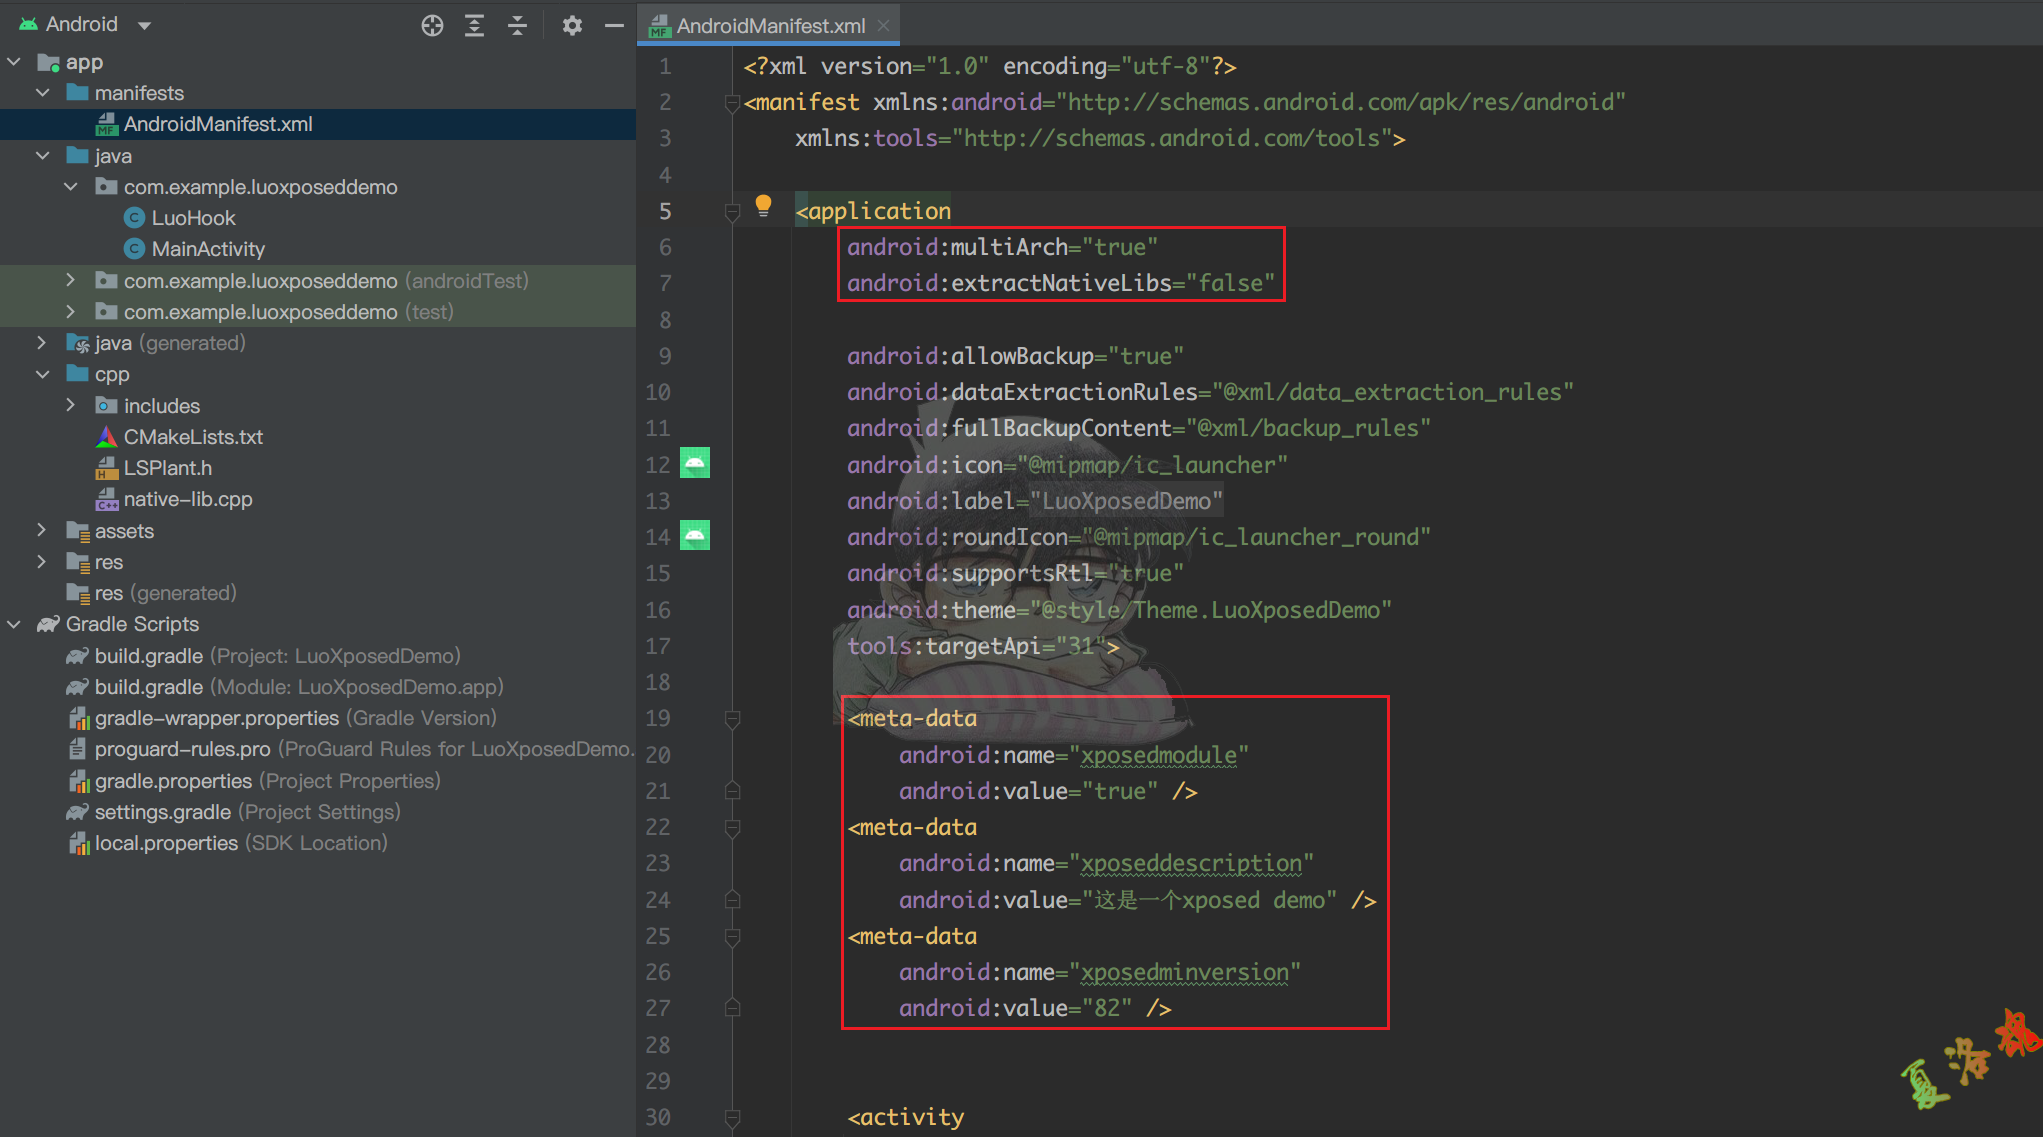 Android
app
manifests
AndroidManifest.xml
java
com.example.luoxposeddemo
LuoHook
MainActivity
com.example.luoxposeddemo (androidTest)
com.example.luoxposeddemo (test)
java (generated)
cpp
includes
CMakeLists.txt
LSPlant.h
native-lib.cpp
assets
res
res (generated)
Gradle Scripts
build.gradle (Project: LuoXposedDemo)
build.gradle (Module: LuoXposedDemo.app)
gradle-wrapper.properties (Gradle Version)
proguard-rules.pro (ProGuard Rules for LuoXposedDemo.
gradle.properties (Project Properties)
settings.gradle (Project Settings)
local.properties (SDK Location)
AndroidManifest.xml
1 <?xml version="1.0" encoding="utf-8"?>
2 <manifest xmlns:android="http://schemas.android.com/apk/res/android"
3 xmlns:tools="http://schemas.android.com/tools">
4
5 <application
6 android:multiArch="true"
7 android:extractNativeLibs="false"
8
9 android:allowBackup="true"
10 android:dataExtractionRules="@xml/data_extraction_rules"
11 android:fullBackupContent="@xml/backup_rules"
12 android:icon="@mipmap/ic_launcher"
13 android:label="LuoXposedDemo"
14 android:roundIcon="@mipmap/ic_launcher_round"
15 android:supportsRtl="true"
16 android:theme="@style/Theme.LuoXposedDemo"
17 tools:targetApi="31">
18
19 <meta-data
20 android:name="xposedmodule"
21 android:value="true" />
22 <meta-data
23 android:name="xposeddescription"
24 android:value="这是一个xposed demo" />
25 <meta-data
26 android:name="xposedminversion"
27 android:value="82" />
28
29
30 <activity
夏洛魂